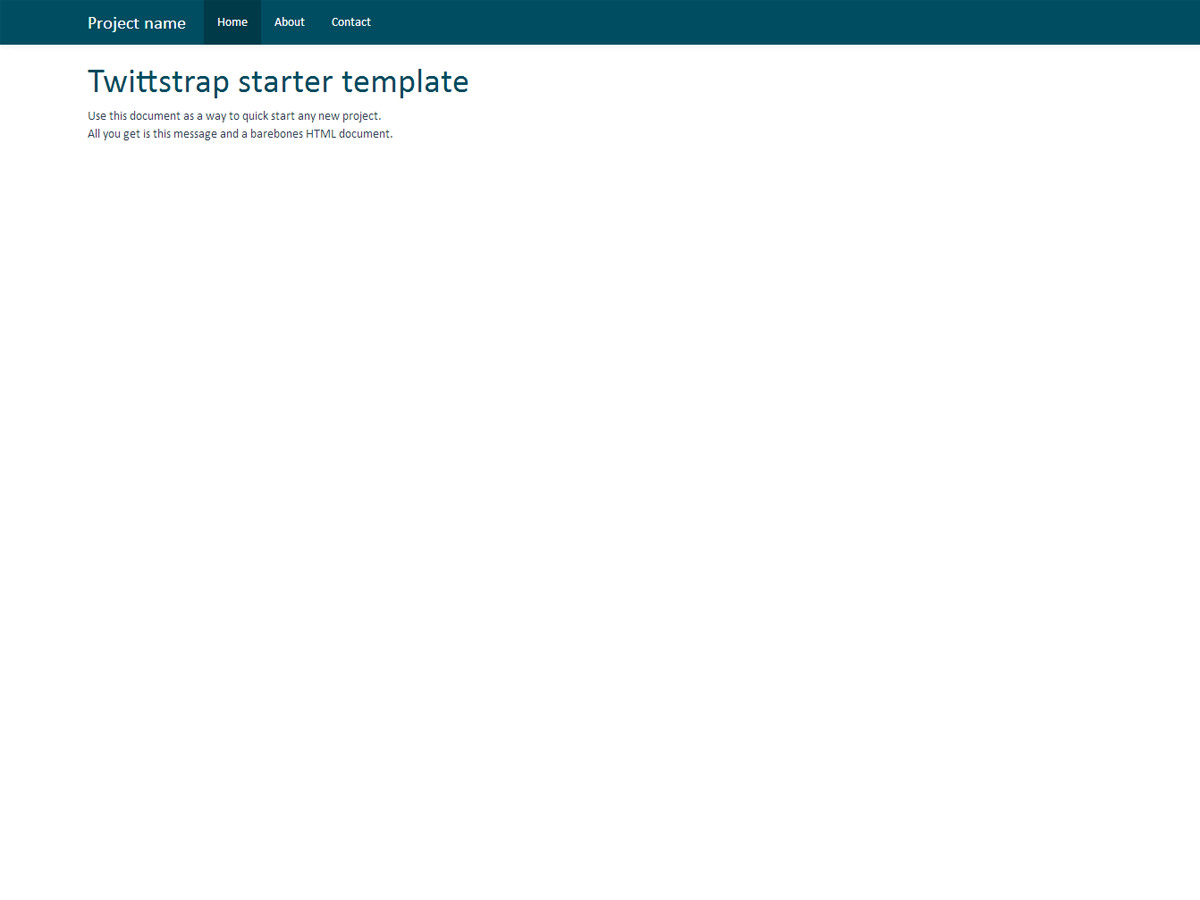 Project name Home About Contact
Twittstrap starter template
Use this document as a way to quick start any new project.
All you get is this message and a barebones HTML document.